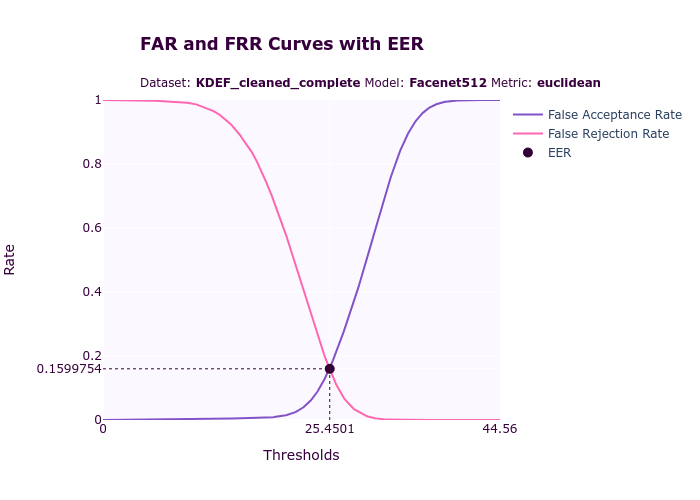 FAR and FRR Curves with EER
Dataset: KDEF_cleaned_complete Model: Facenet512 Metric: euclidean
False Acceptance Rate
False Rejection Rate
EER
1
0.8
0.6
0.4
0.2
0.1599754
0
Rate
0
25.4501
44.56
Thresholds